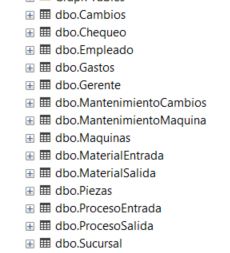 dbo.Cambios
dbo.Chequeo
dbo.Empleado
dbo.Gastos
dbo.Gerente
dbo.MantenimientoCambios
dbo.MantenimientoMaquina
dbo.Maquinas
dbo.MaterialEntrada
dbo.MaterialSalida
dbo.Piezas
dbo.ProcesoEntrada
dbo.ProcesoSalida
dbo.Sucursal